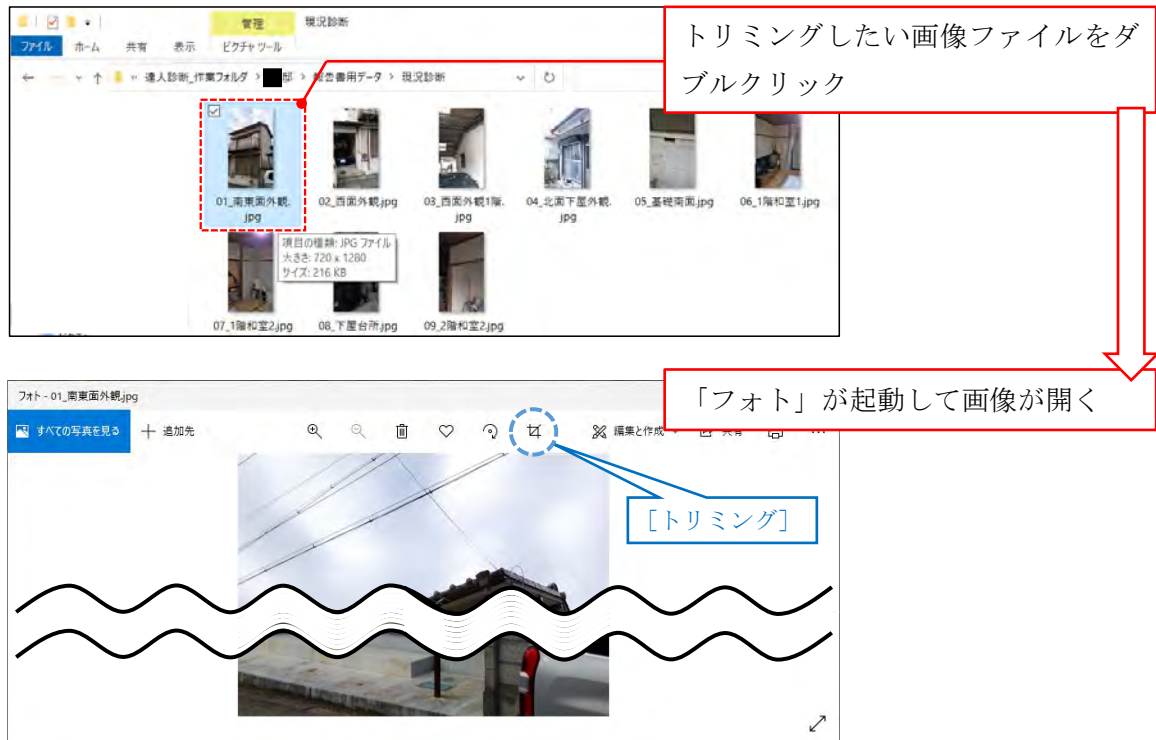 管理
現況診断
ファイル
ホーム
共有
表示
ピクチャ ツール
達人診断_作業フォルダ
部
報告書用データ
現況診断
トリミングしたい画像ファイルをダ
ブルクリック
01_南東面外観.
jpg
02_西面外観.jpg
03_西面外観1階.
jpg
04_北面下屋外観.
jpg
05_基礎南面.jpg
06_1階和室1.jpg
項目の種類: JPG ファイル
大きさ: 720 x 1280
サイズ: 216 KB
07_1階和室2.jpg
08_下屋台所.jpg
09_2階和室2.jpg
「フォト」が起動して画像が開く
フォト - 01_南東面外観.jpg
すべての写真を見る
追加先
編集と作成
共有
［トリミング］